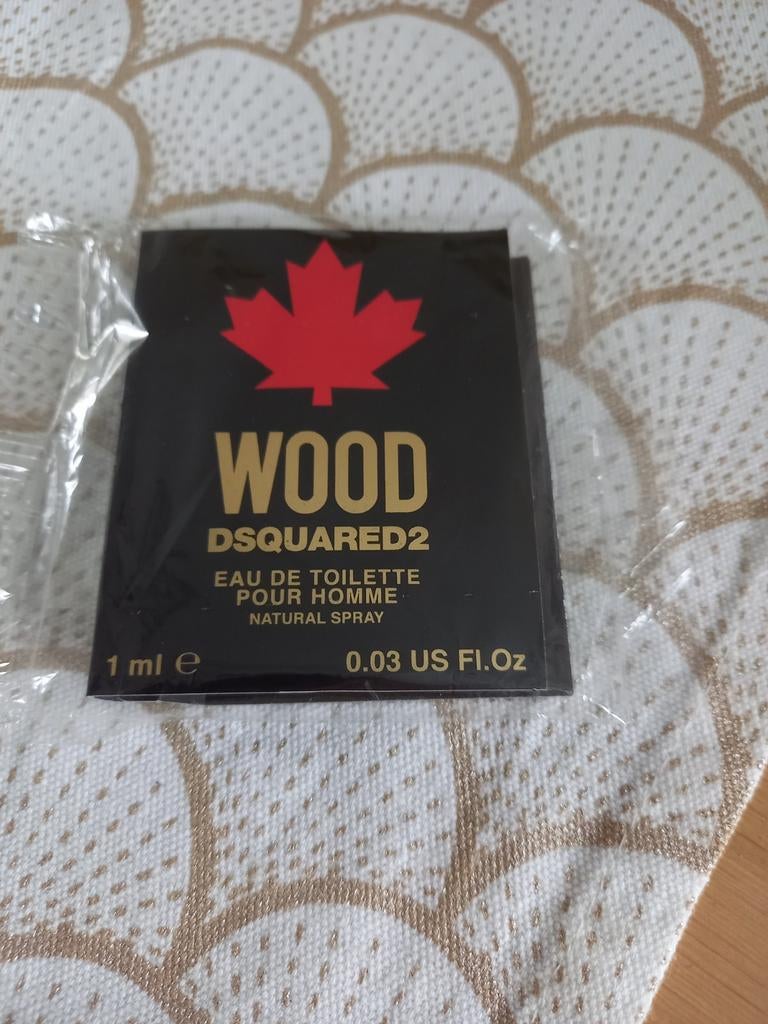 WOOD
DSQUARED2
EAU DE TOILETTE
POUR HOMME
NATURAL SPRAY
1 ml ℮ 0.03 US Fl.Oz